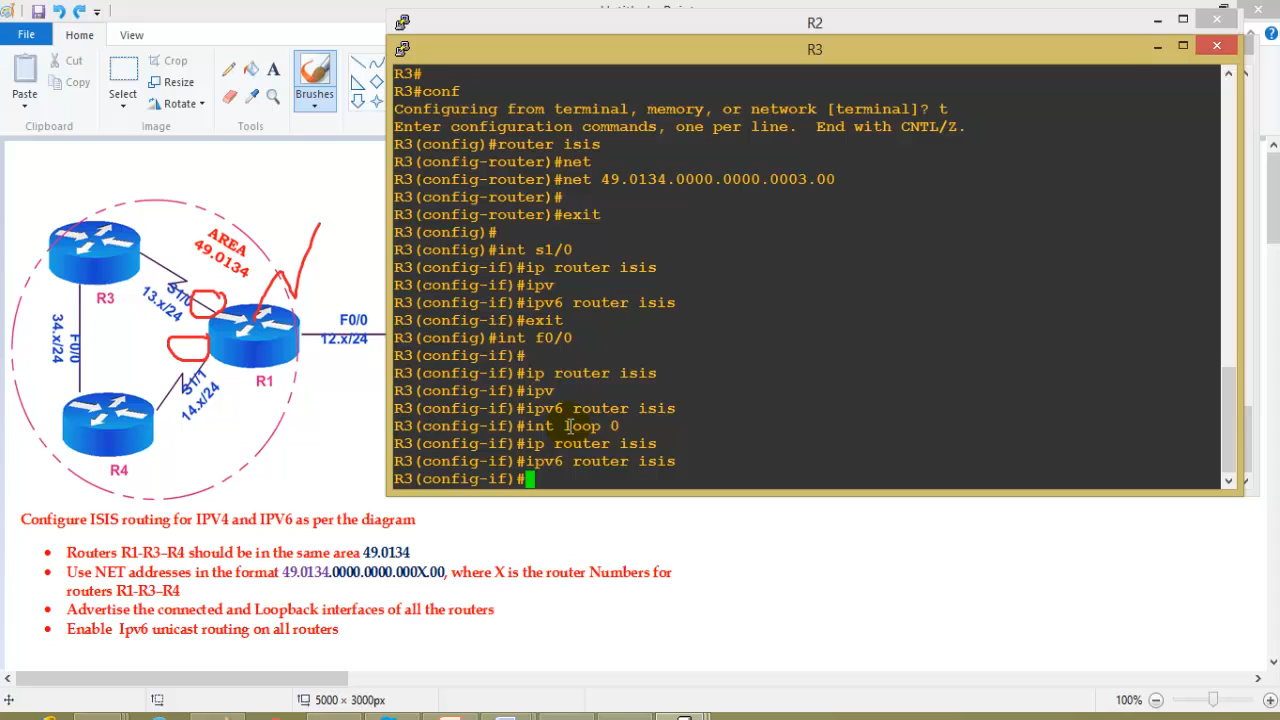 File
Home
View
Cut
Copy
Paste
Clipboard
Select
Crop
Resize
Rotate
Image
Tools
Brushes
R2
R3
R3#
R3#conf
Configuring from terminal, memory, or network [terminal]? t
Enter configuration commands, one per line.  End with CNTL/Z.
R3(config)#router isis
R3(config-router)#net
R3(config-router)#net 49.0134.0000.0000.0003.00
R3(config-router)#
R3(config-router)#exit
R3(config)#
R3(config)#int s1/0
R3(config-if)#ip router isis
R3(config-if)#ipv
R3(config-if)#ipv6 router isis
R3(config-if)#exit
R3(config)#int f0/0
R3(config-if)#
R3(config-if)#ip router isis
R3(config-if)#ipv
R3(config-if)#ipv6 router isis
R3(config-if)#int loop 0
R3(config-if)#ip router isis
R3(config-if)#ipv6 router isis
R3(config-if)#
AREA
49.0134
R3
S1/0
13.x/24
F0/0
34.x/24
F0/0
12.x/24
R1
S1/1
14.x/24
R4
Configure ISIS routing for IPV4 and IPV6 as per the diagram
• Routers R1-R3–R4 should be in the same area 49.0134
• Use NET addresses in the format 49.0134.0000.0000.000X.00, where X is the router Numbers for
routers R1-R3–R4
• Advertise the connected and Loopback interfaces of all the routers
• Enable Ipv6 unicast routing on all routers
5000 × 3000px
100%